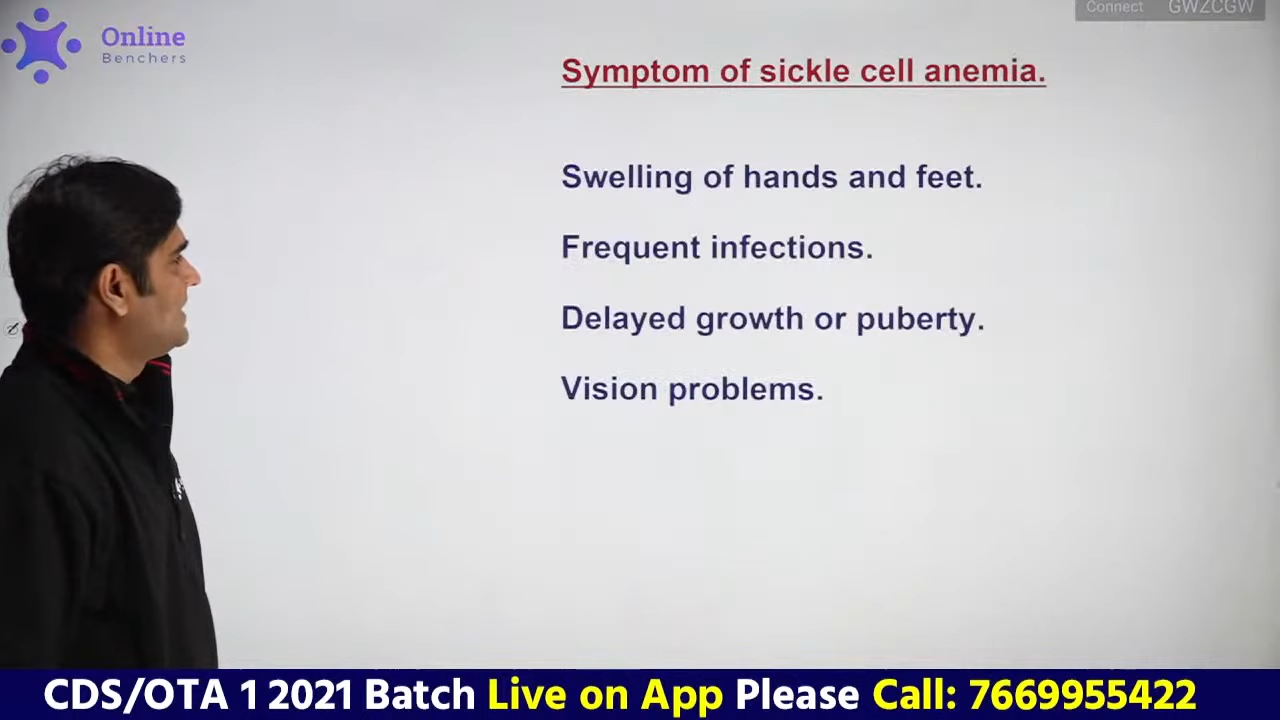 Online
Benchers
Connect GWZCGW
Symptom of sickle cell anemia.
Swelling of hands and feet.
Frequent infections.
Delayed growth or puberty.
Vision problems.
CDS/OTA 1 2021 Batch Live on App Please Call: 7669955422